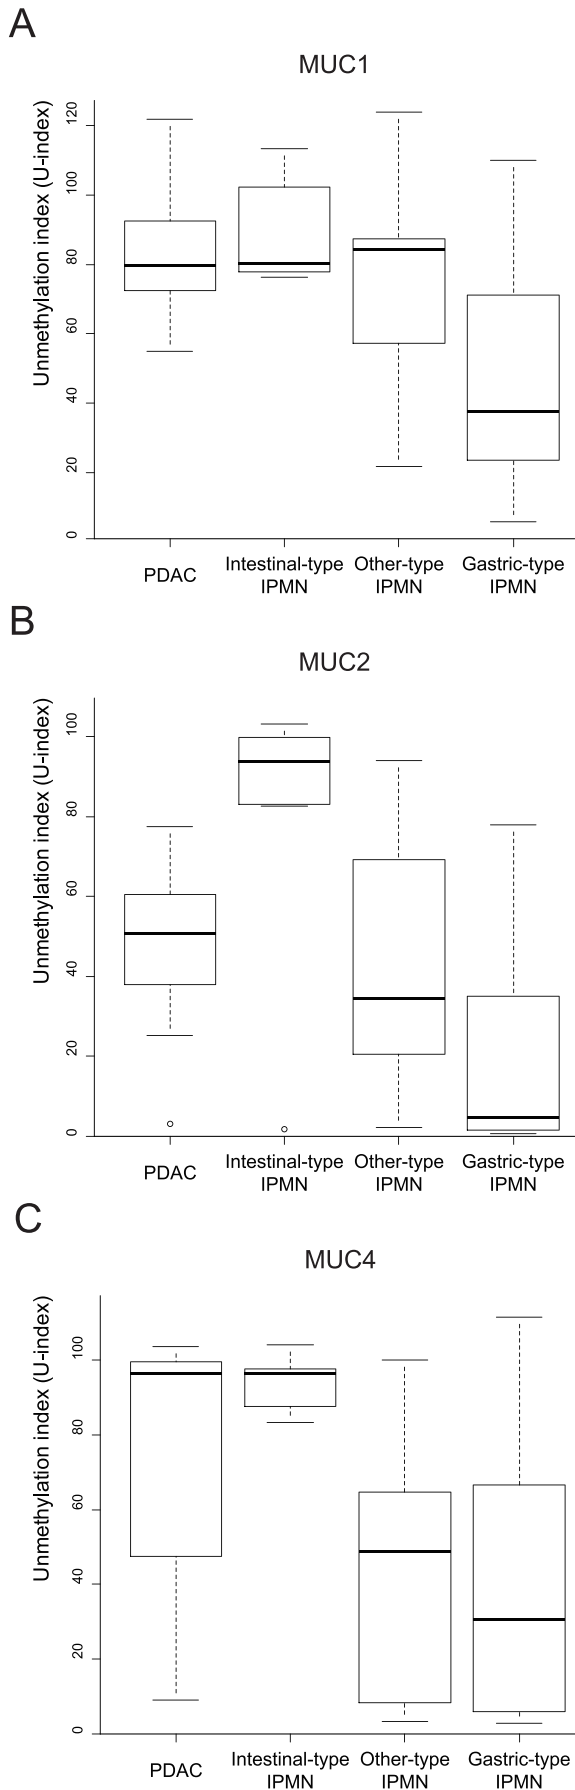 A
MUC1
Unmethylation index (U-index)
120
100
80
60
40
20
0
PDAC
Intestinal-type
IPMN
Other-type
IPMN
Gastric-type
IPMN
B
MUC2
Unmethylation index (U-index)
100
80
60
40
20
0
PDAC
Intestinal-type
IPMN
Other-type
IPMN
Gastric-type
IPMN
C
MUC4
Unmethylation index (U-index)
100
80
60
40
20
0
PDAC
Intestinal-type
IPMN
Other-type
IPMN
Gastric-type
IPMN